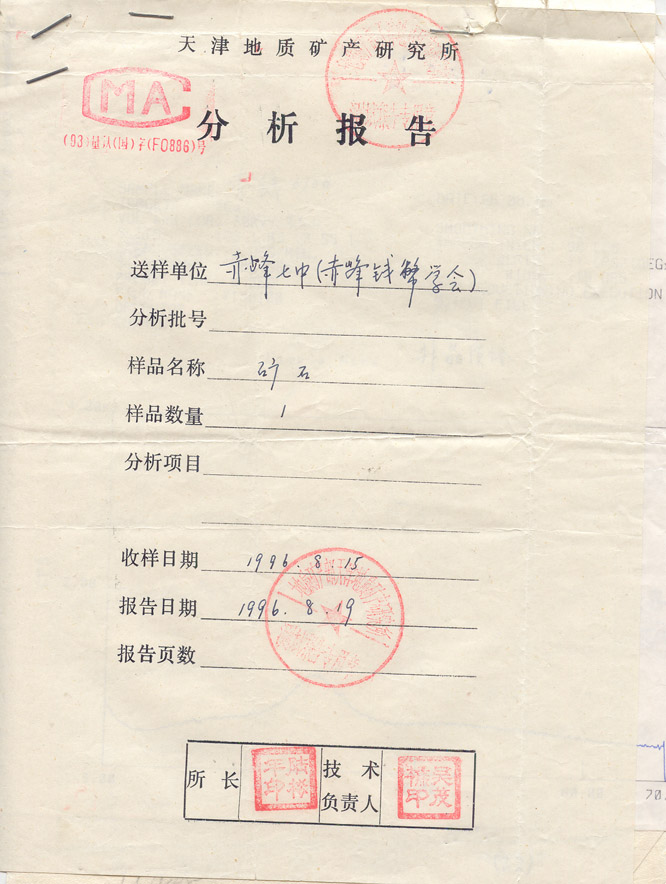 天津地质矿产研究所
MA
(93)量认(国)字(F0886)号
分析报告
送样单位 赤峰七中(赤峰钱币学会)
分析批号
样品名称 矿石
样品数量 1
分析项目
收样日期 1996.8.15
报告日期 1996.8.19
报告页数
所长
技术
负责人
EG
ON
70.